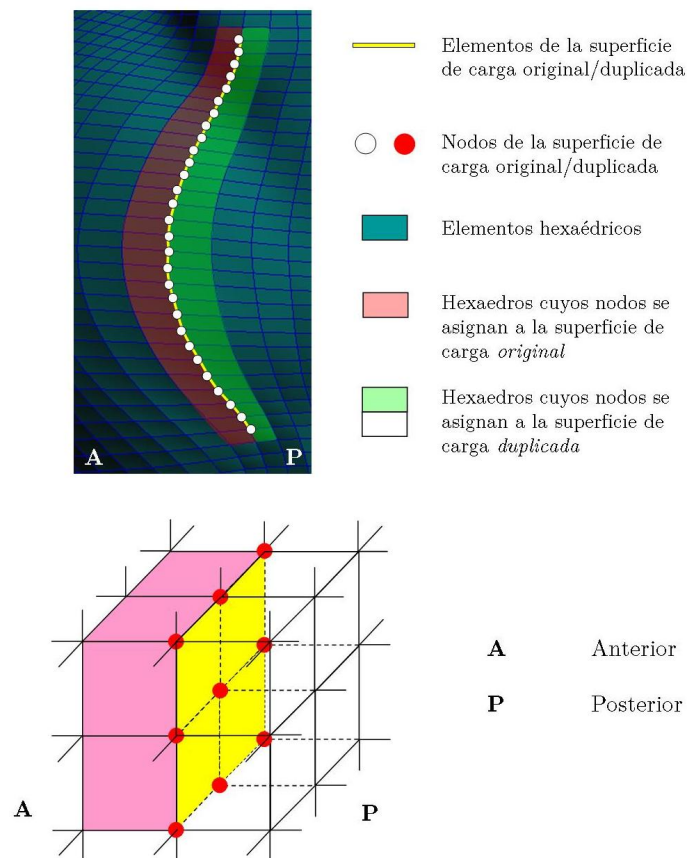 Elementos de la superficie
de carga original/duplicada
Nodos de la superficie de
carga original/duplicada
Elementos hexaédricos
Hexaedros cuyos nodos se
asignan a la superficie de
carga original
Hexaedros cuyos nodos se
asignan a la superficie de
carga duplicada
A
P
A
Anterior
P
Posterior
A
P